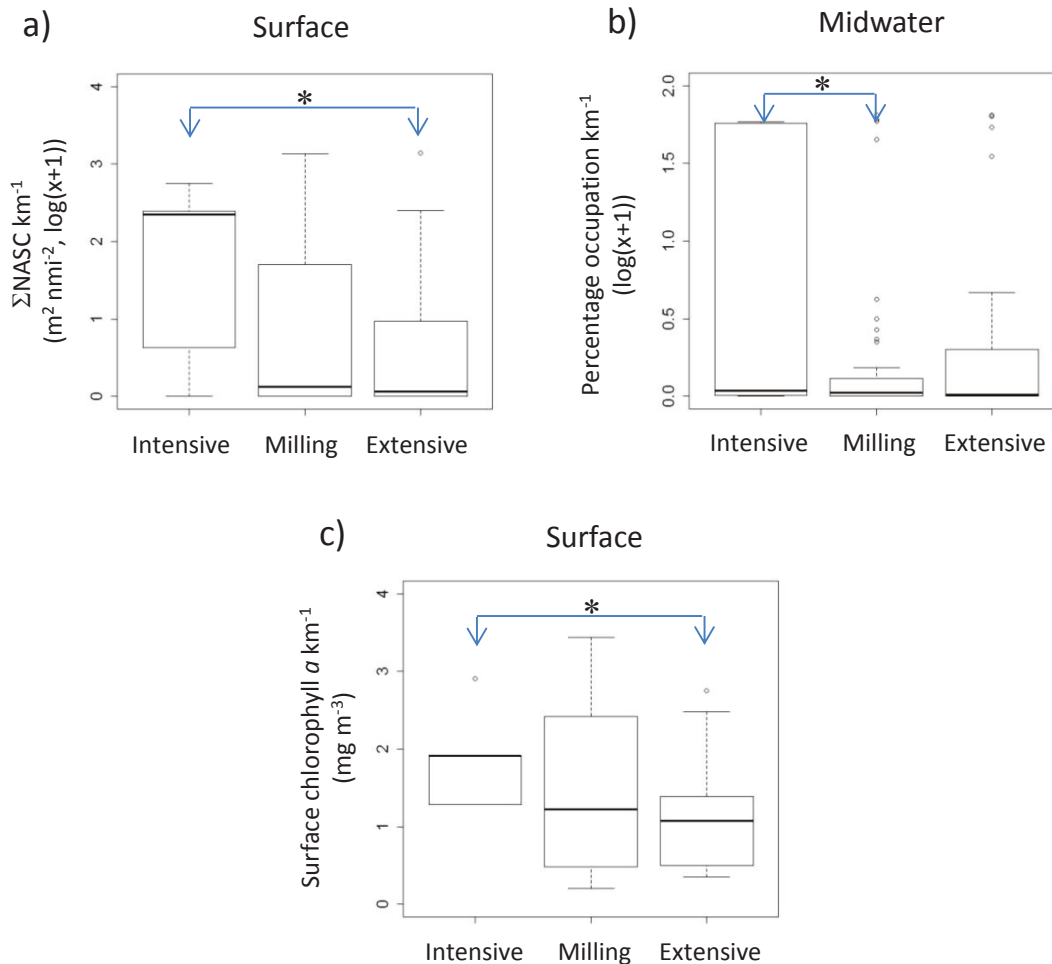 a)
Surface
ΣNASC km⁻¹
(m² nmi⁻², log(x+1))
4
3
2
1
0
*
Intensive Milling Extensive
b)
Midwater
Percentage occupation km⁻¹
(log(x+1))
2.0
1.5
1.0
0.5
0.0
*
Intensive Milling Extensive
c)
Surface
Surface chlorophyll a km⁻¹
(mg m⁻³)
4
3
2
1
0
*
Intensive Milling Extensive